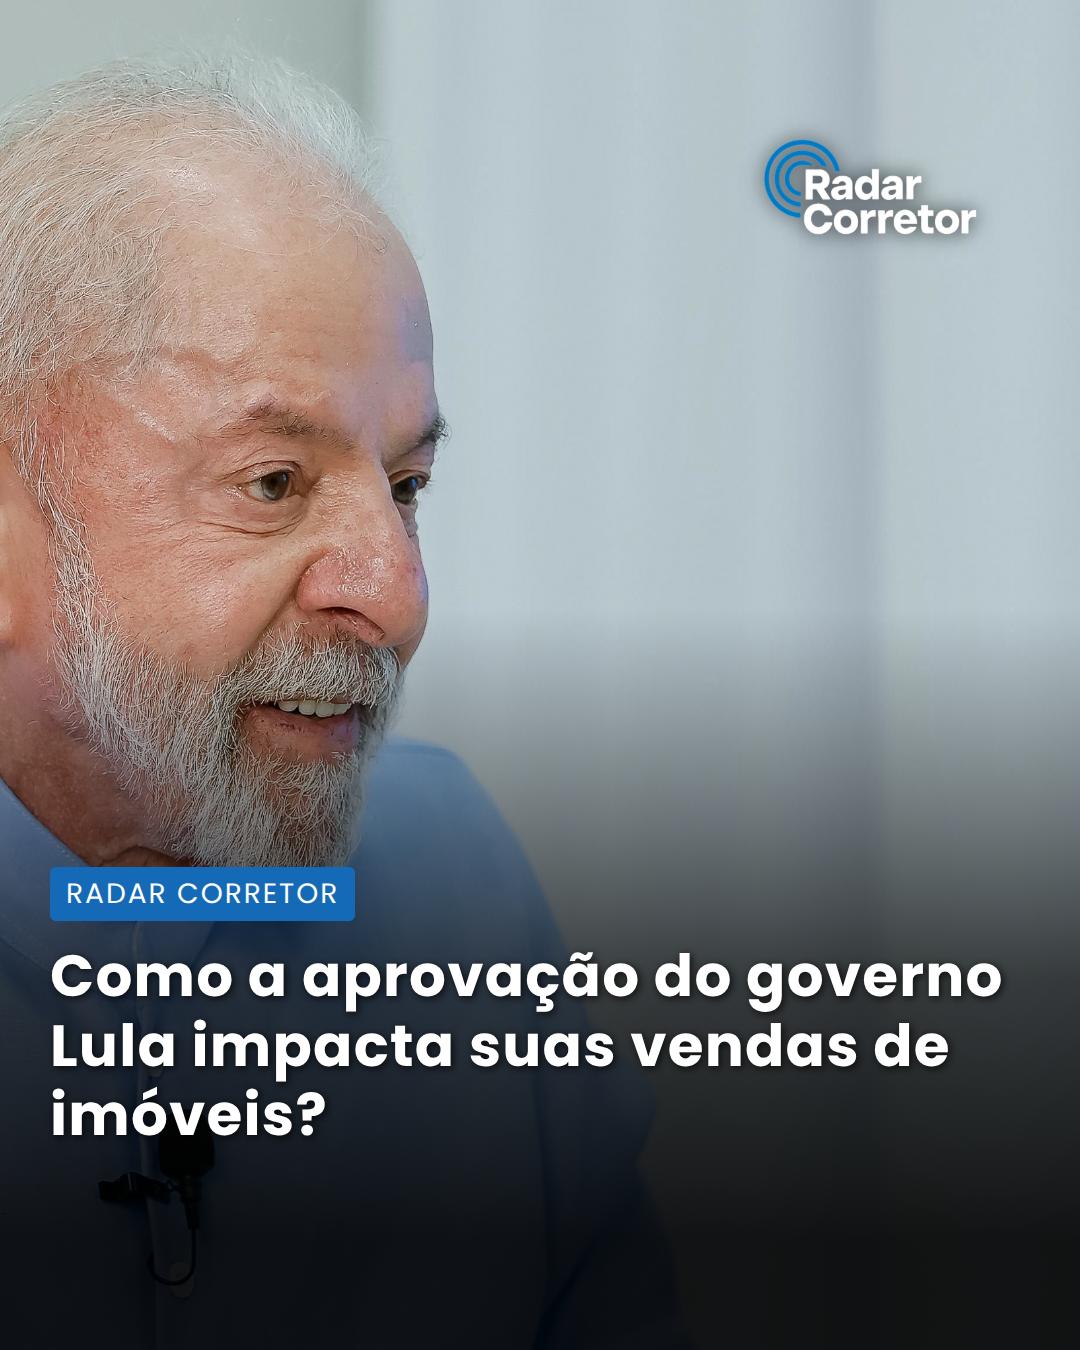 Radar
Corretor
RADAR CORRETOR
Como a aprovação do governo
Lula impacta suas vendas de
imóveis?